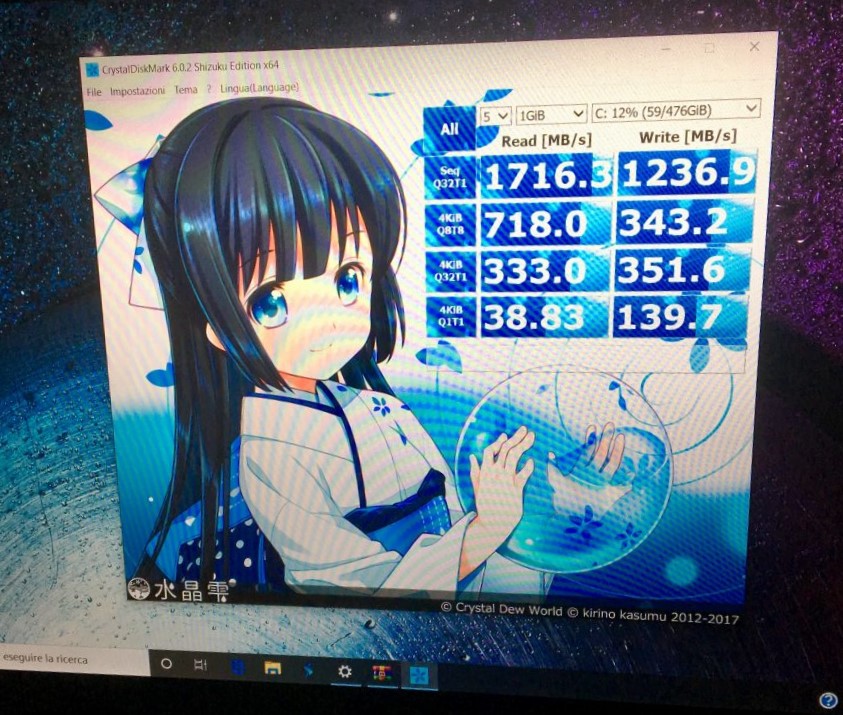 CrystalDiskMark 6.0.2 Shizuku Edition x64
File Impostazioni Tema ? Lingua(Language)
All 5 1GiB C: 12% (59/476GiB)
Read [MB/s] Write [MB/s]
Seq Q32T1 1716.3 1236.9
4KiB Q8T8 718.0 343.2
4KiB Q32T1 333.0 351.6
4KiB Q1T1 38.83 139.7
水晶雫
© Crystal Dew World © kirino kasumu 2012-2017
eseguire la ricerca
?